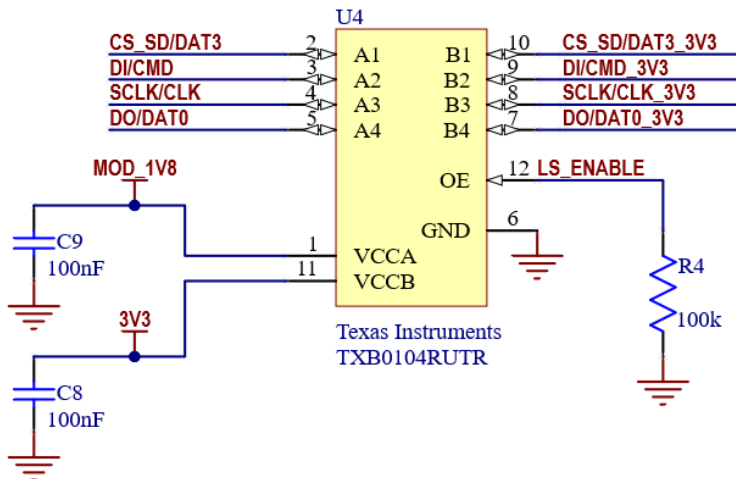 U4
CS_SD/DAT3 2 A1 B1 10 CS_SD/DAT3_3V3
DI/CMD 3 A2 B2 9 DI/CMD_3V3
SCLK/CLK 4 A3 B3 8 SCLK/CLK_3V3
DO/DAT0 5 A4 B4 7 DO/DAT0_3V3
MOD_1V8
OE 12 LS_ENABLE
GND 6
C9
100nF
1 VCCA
11 VCCB
R4
100k
3V3
Texas Instruments
TXB0104RUTR
C8
100nF